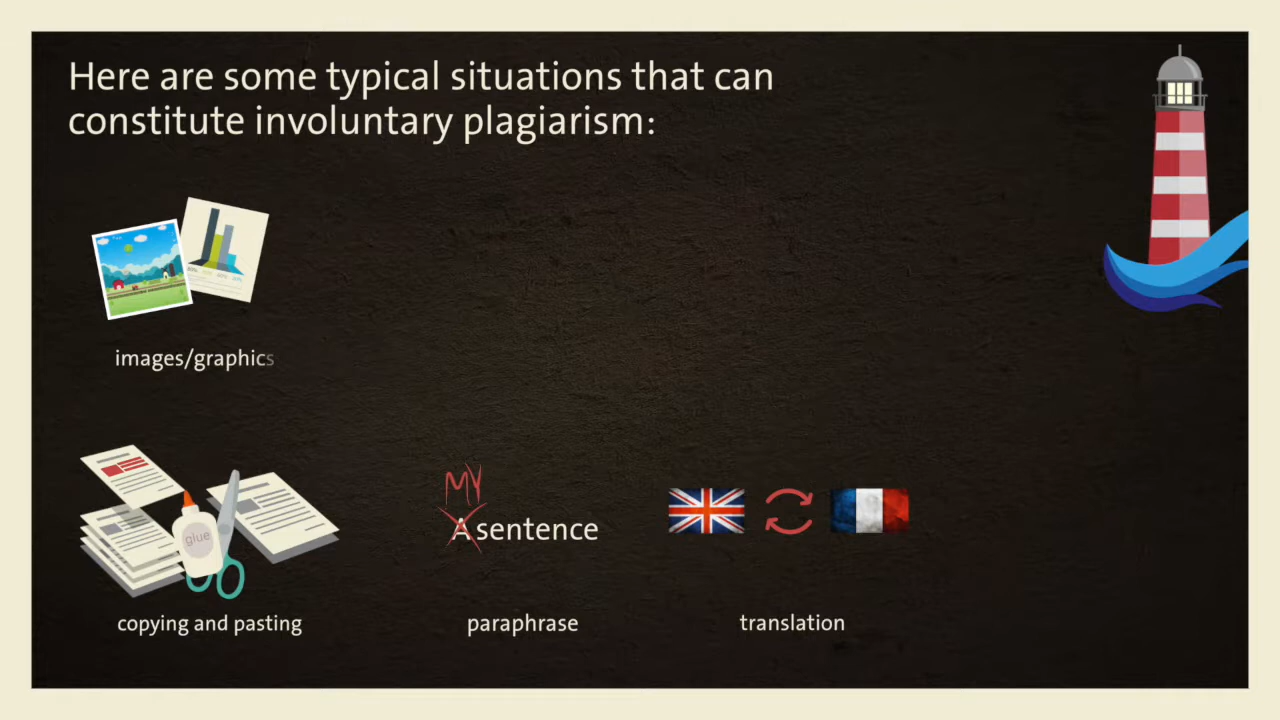 Here are some typical situations that can
constitute involuntary plagiarism:
images/graphics
MY
A sentence
glue
copying and pasting
paraphrase
translation